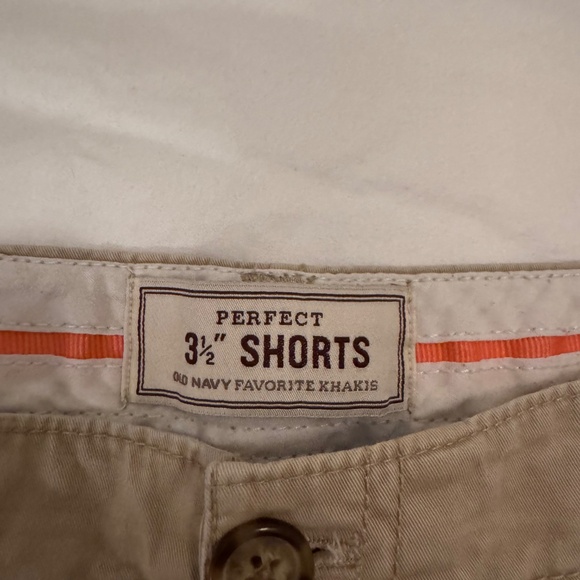 PERFECT
3½" SHORTS
OLD NAVY FAVORITE KHAKIS